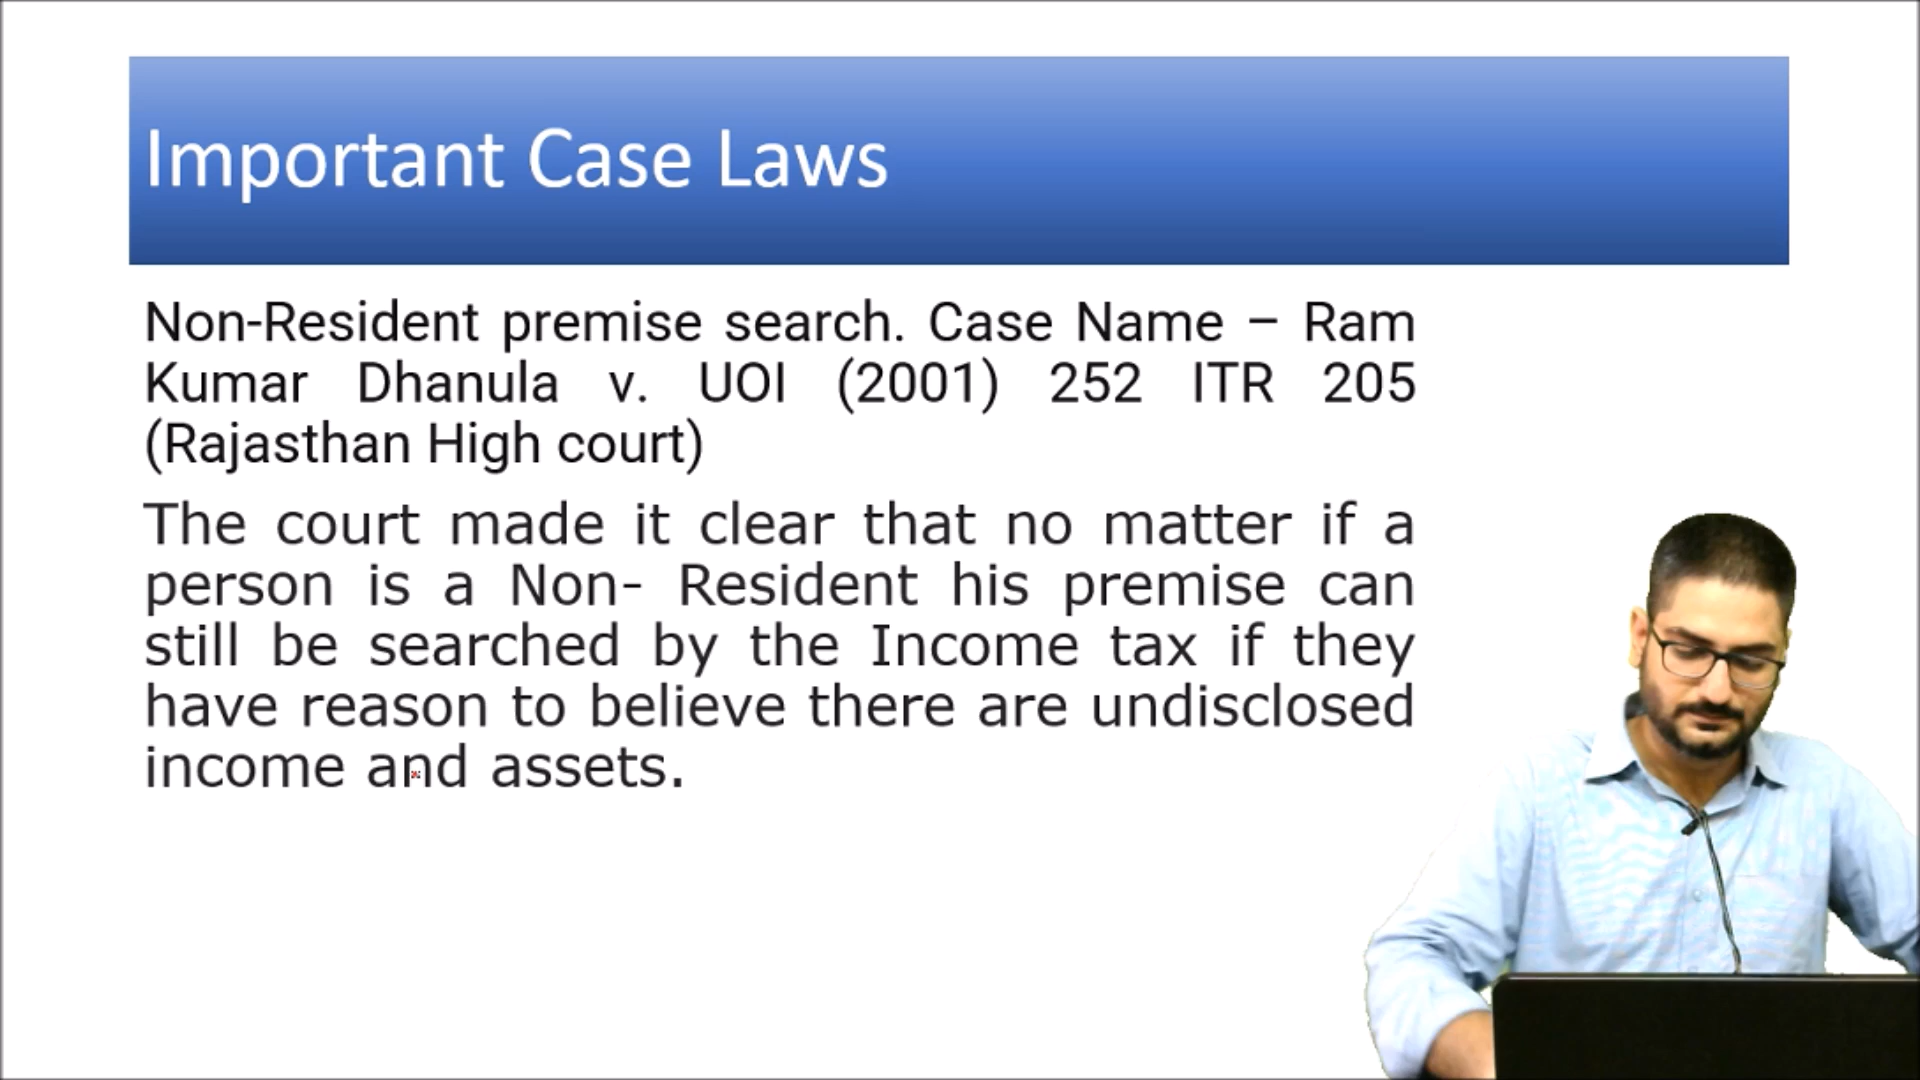 Important Case Laws
Non-Resident premise search. Case Name – Ram
Kumar Dhanula v. UOI (2001) 252 ITR 205
(Rajasthan High court)
The court made it clear that no matter if a
person is a Non- Resident his premise can
still be searched by the Income tax if they
have reason to believe there are undisclosed
income and assets.